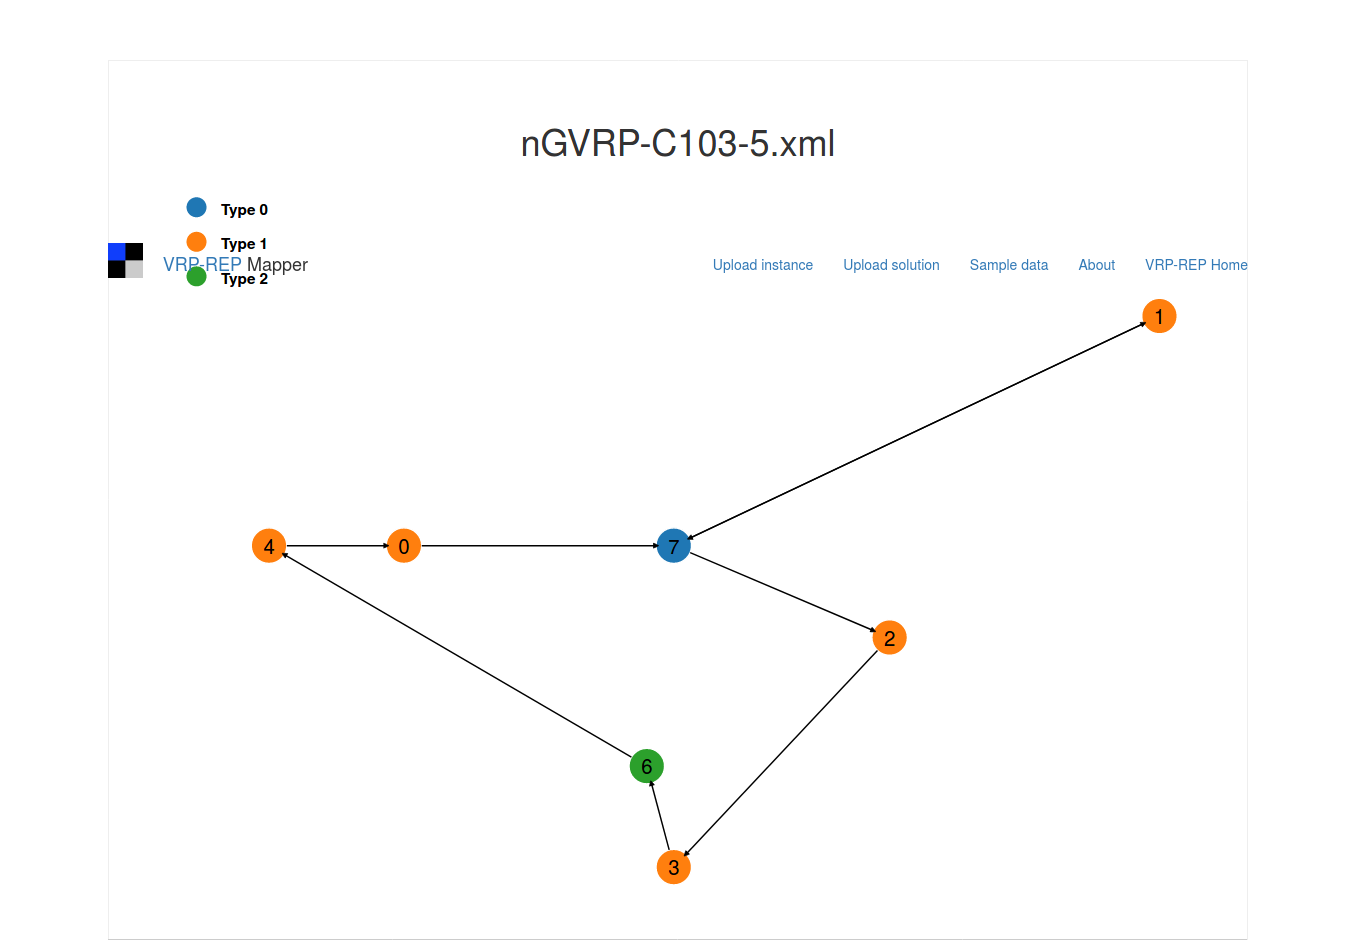 nGVRP-C103-5.xml
Type 0
Type 1
VRP-REP Mapper
Type 2
Upload instance
Upload solution
Sample data
About
VRP-REP Home
1
4
0
7
2
6
3